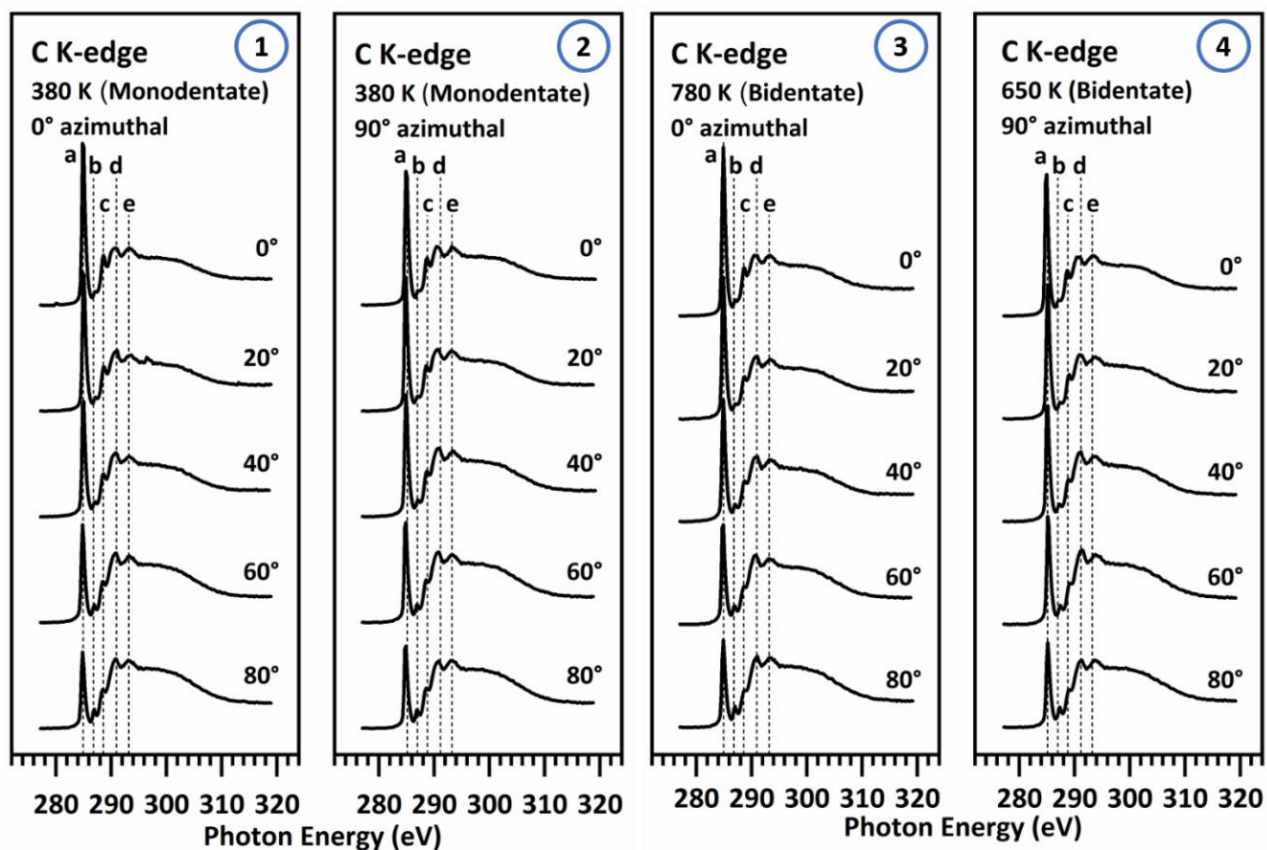 C K-edge
1
380 K (Monodentate)
0° azimuthal
a
b
d
c
e
0°
20°
40°
60°
80°
280 290 300 310 320
C K-edge
2
380 K (Monodentate)
90° azimuthal
a
b
d
c
e
0°
20°
40°
60°
80°
280 290 300 310 320
Photon Energy (eV)
C K-edge
3
780 K (Bidentate)
0° azimuthal
a
b
d
c
e
0°
20°
40°
60°
80°
280 290 300 310 320
C K-edge
4
650 K (Bidentate)
90° azimuthal
a
b
d
c
e
0°
20°
40°
60°
80°
280 290 300 310 320
Photon Energy (eV)